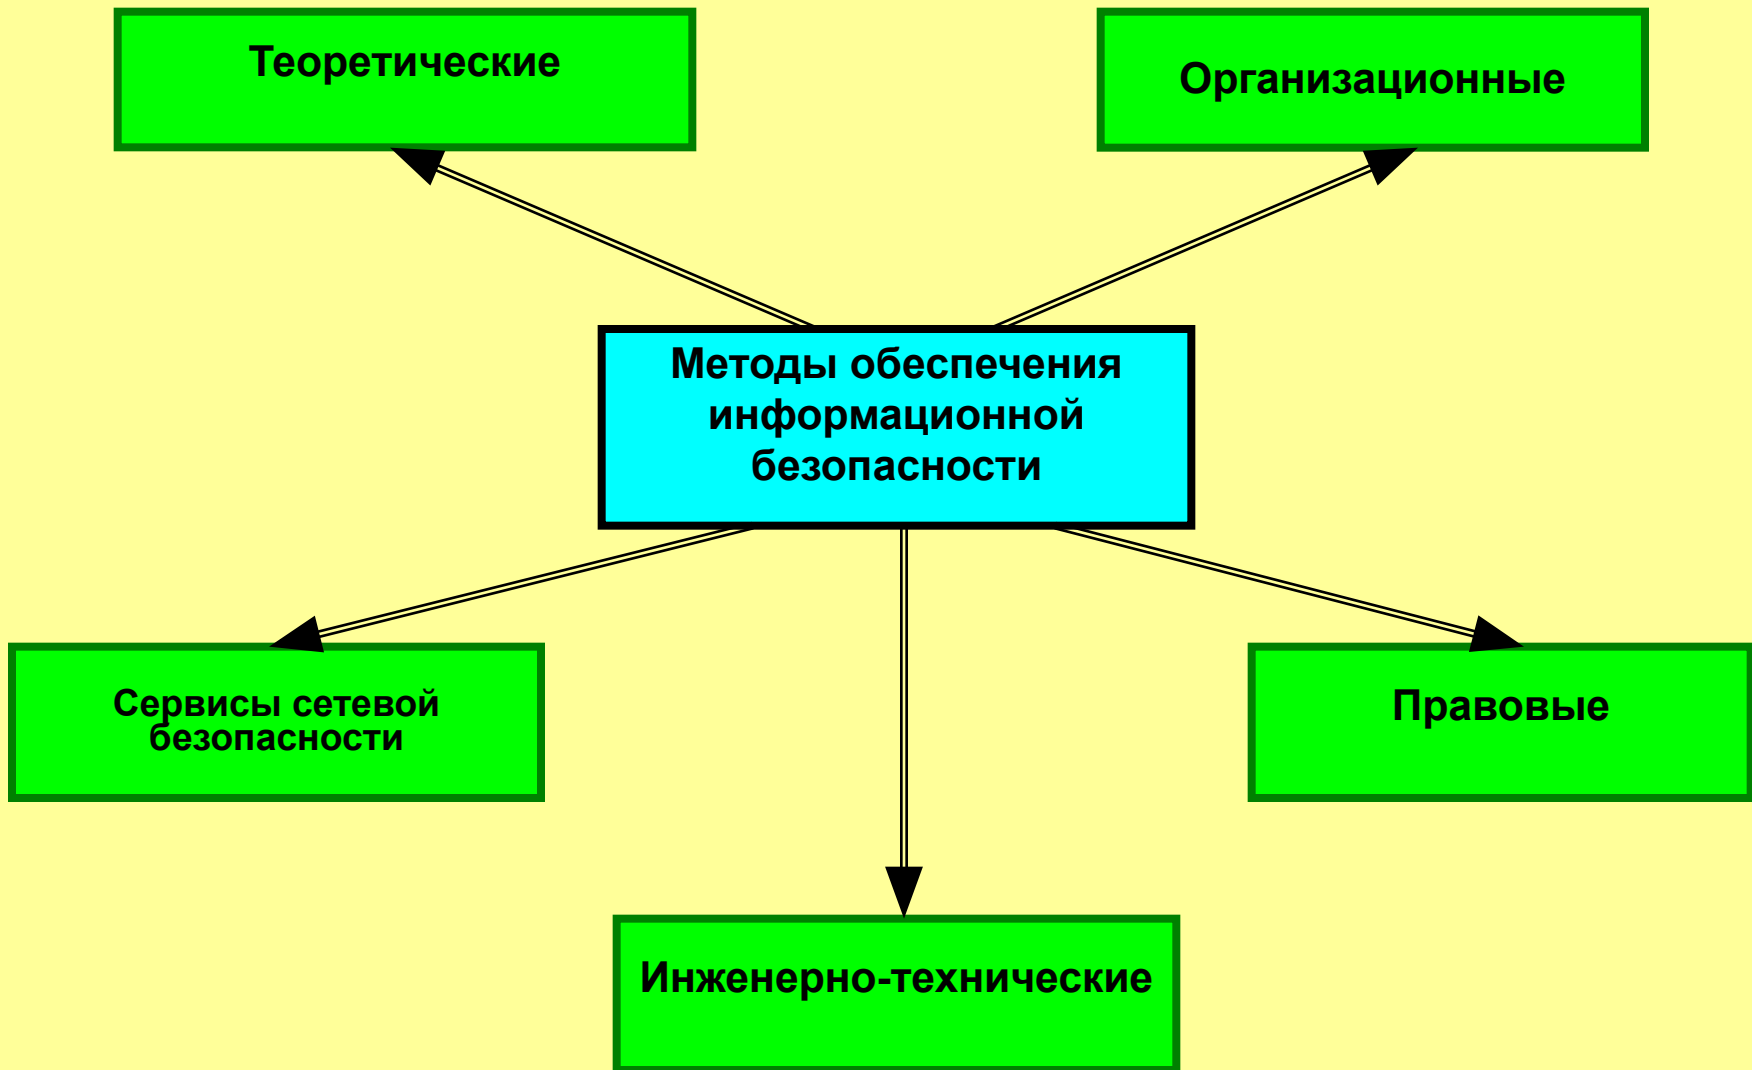 Теоретические
Организационные
Методы обеспечения
информационной
безопасности
Сервисы сетевой
безопасности
Правовые
Инженерно-технические